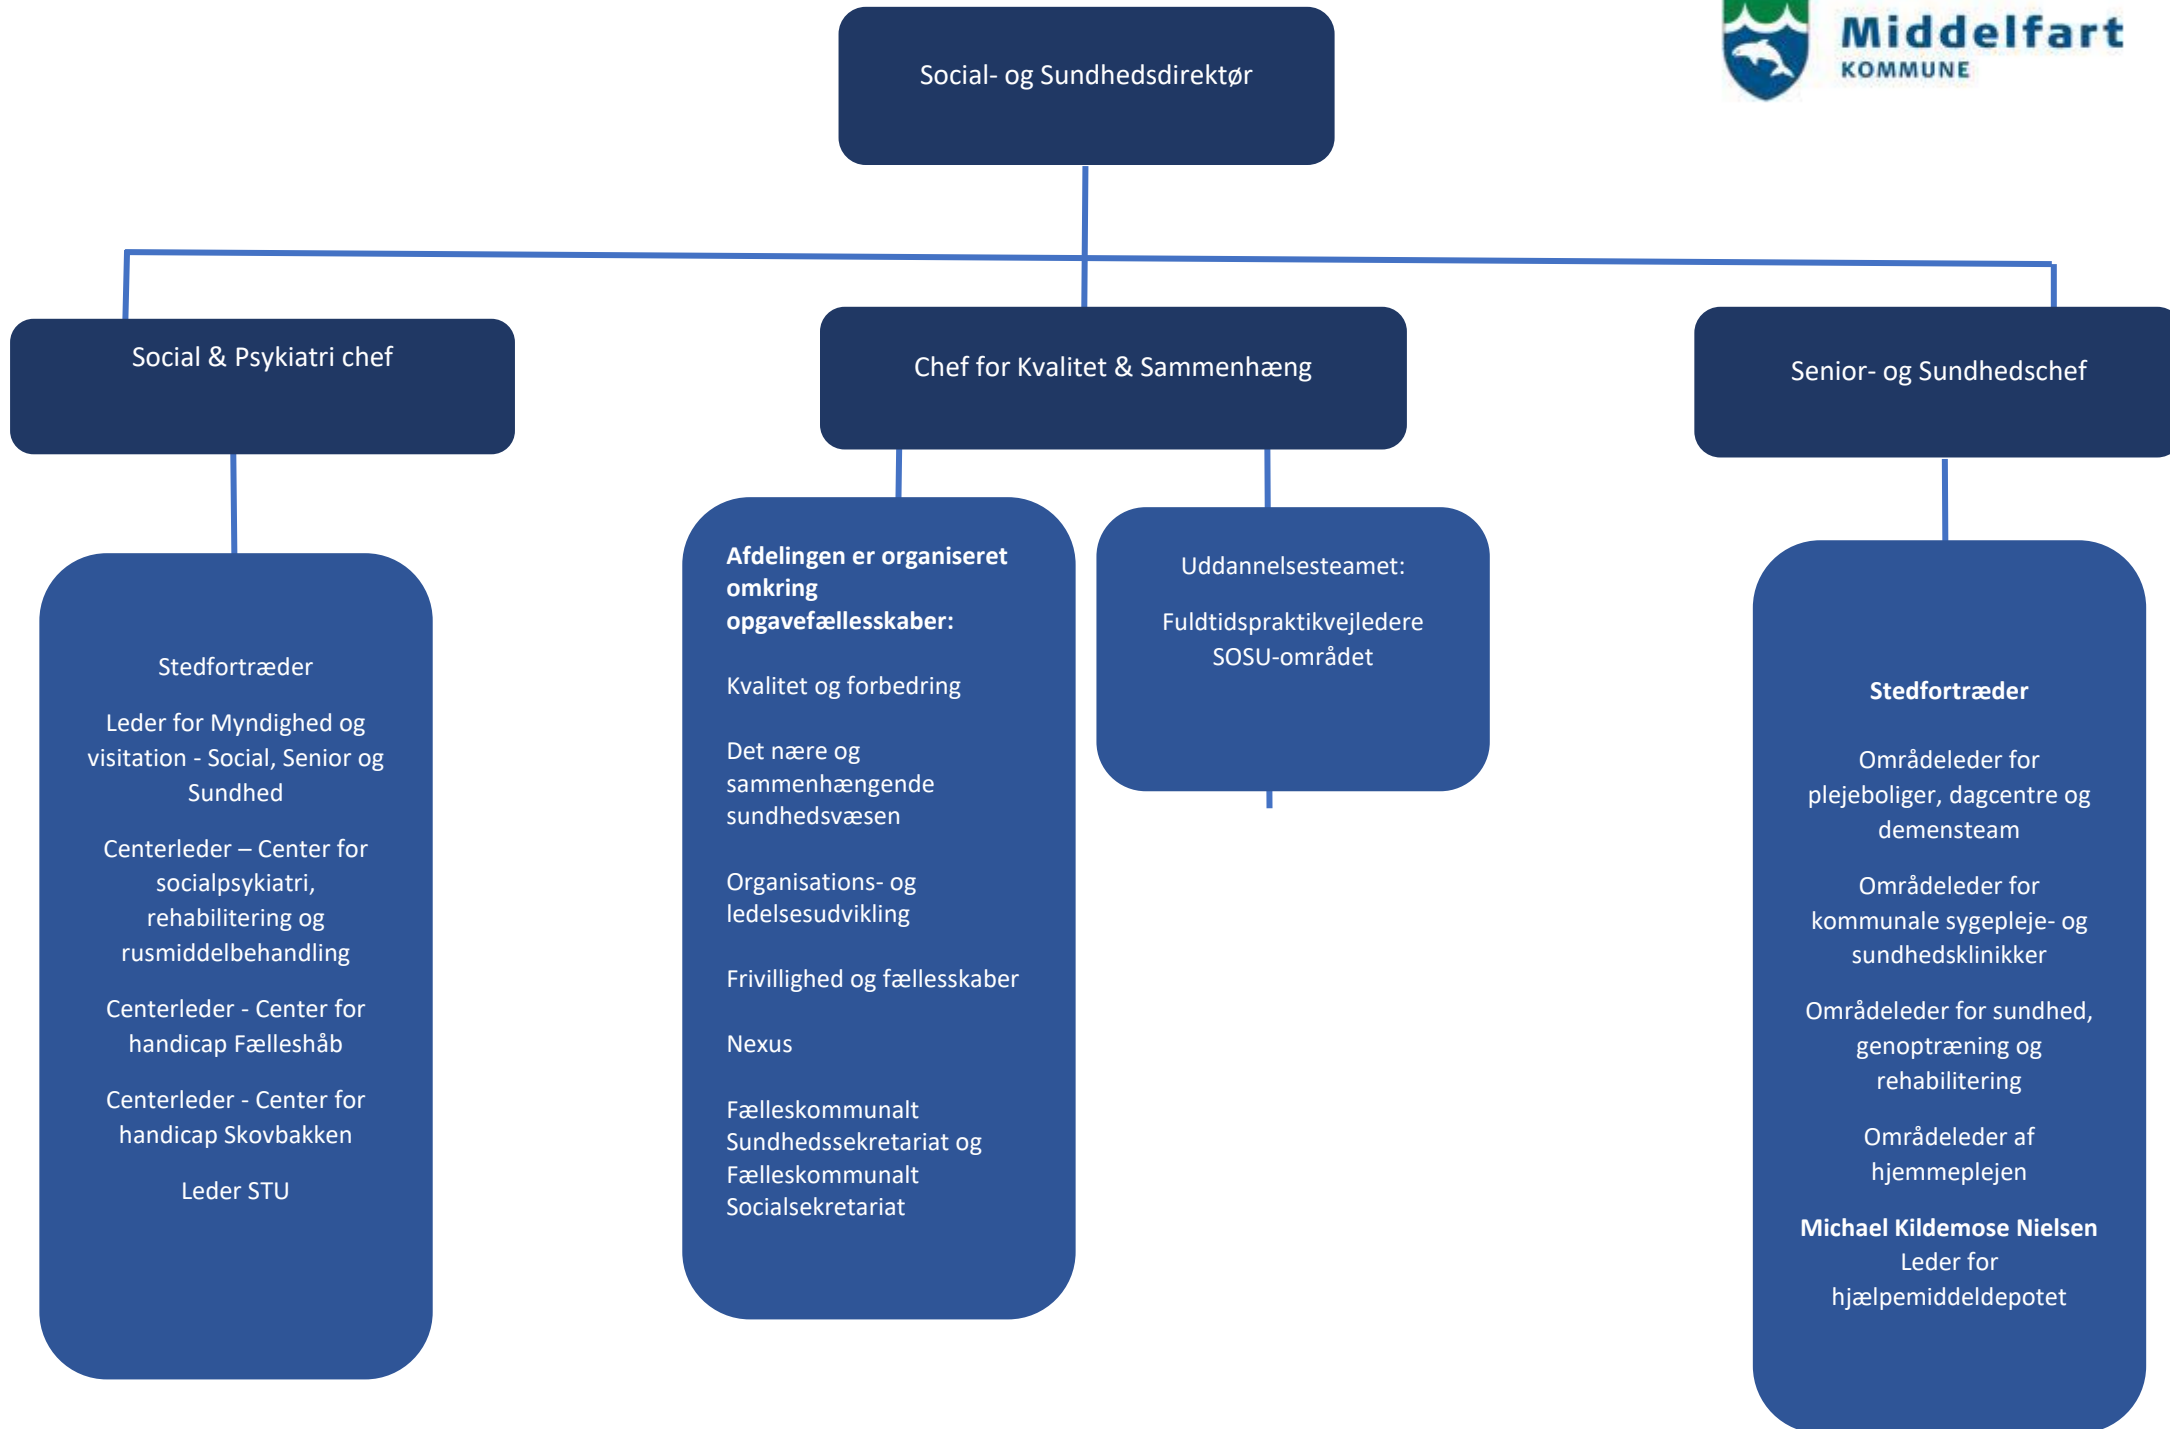 Middelfart
KOMMUNE
Social- og Sundhedsdirektør
Social & Psykiatri chef
Chef for Kvalitet & Sammenhæng
Senior- og Sundhedschef
Stedfortræder
Leder for Myndighed og
visitation - Social, Senior og
Sundhed
Centerleder – Center for
socialpsykiatri,
rehabilitering og
rusmiddelbehandling
Centerleder - Center for
handicap Fælleshåb
Centerleder - Center for
handicap Skovbakken
Leder STU
Afdelingen er organiseret
omkring
opgavefællesskaber:
Kvalitet og forbedring
Det nære og
sammenhængende
sundhedsvæsen
Organisations- og
ledelsesudvikling
Frivillighed og fællesskaber
Nexus
Fælleskommunalt
Sundhedssekretariat og
Fælleskommunalt
Socialsekretariat
Uddannelsesteamet:
Fuldtidspraktikvejledere
SOSU-området
Stedfortræder
Områdeleder for
plejeboliger, dagcentre og
demensteam
Områdeleder for
kommunale sygepleje- og
sundhedsklinikker
Områdeleder for sundhed,
genoptræning og
rehabilitering
Områdeleder af
hjemmeplejen
Michael Kildemose Nielsen
Leder for
hjælpemiddeldepotet